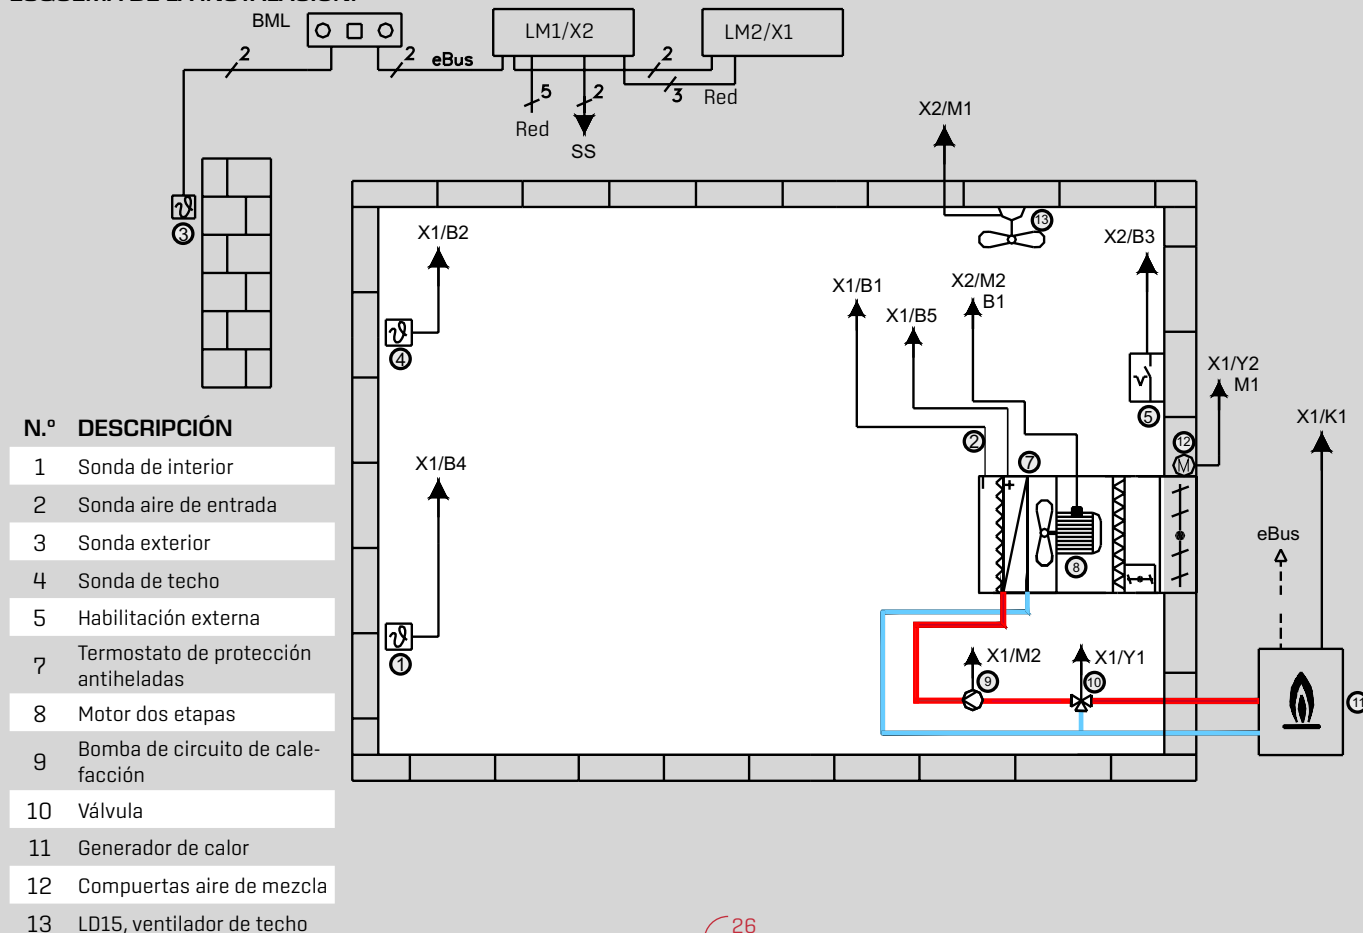 BML
LM1/X2
LM2/X1
2
2
eBus
2
5
2
3
Red
Red
SS
X2/M1
3
13
X1/B2
X2/B3
X1/B1
X2/M2
B1
X1/B5
4
X1/Y2
M1
5
X1/K1
2
12
M
X1/B4
7
+
eBus
8
1
X1/M2
X1/Y1
9
10
11
N.º DESCRIPCIÓN
1 Sonda de interior
2 Sonda aire de entrada
3 Sonda exterior
4 Sonda de techo
5 Habilitación externa
7 Termostato de protección
antiheladas
8 Motor dos etapas
9 Bomba de circuito de cale-
facción
10 Válvula
11 Generador de calor
12 Compuertas aire de mezcla
13 LD15, ventilador de techo
26